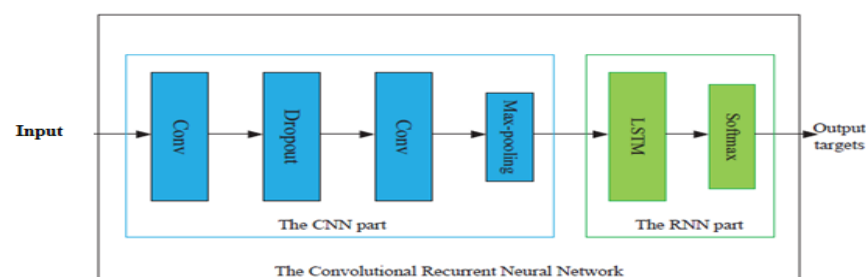 Input
Conv
Dropout
Conv
Max-pooling
LSTM
Softmax
Output
targets
The CNN part
The RNN part
The Convolutional Recurrent Neural Network